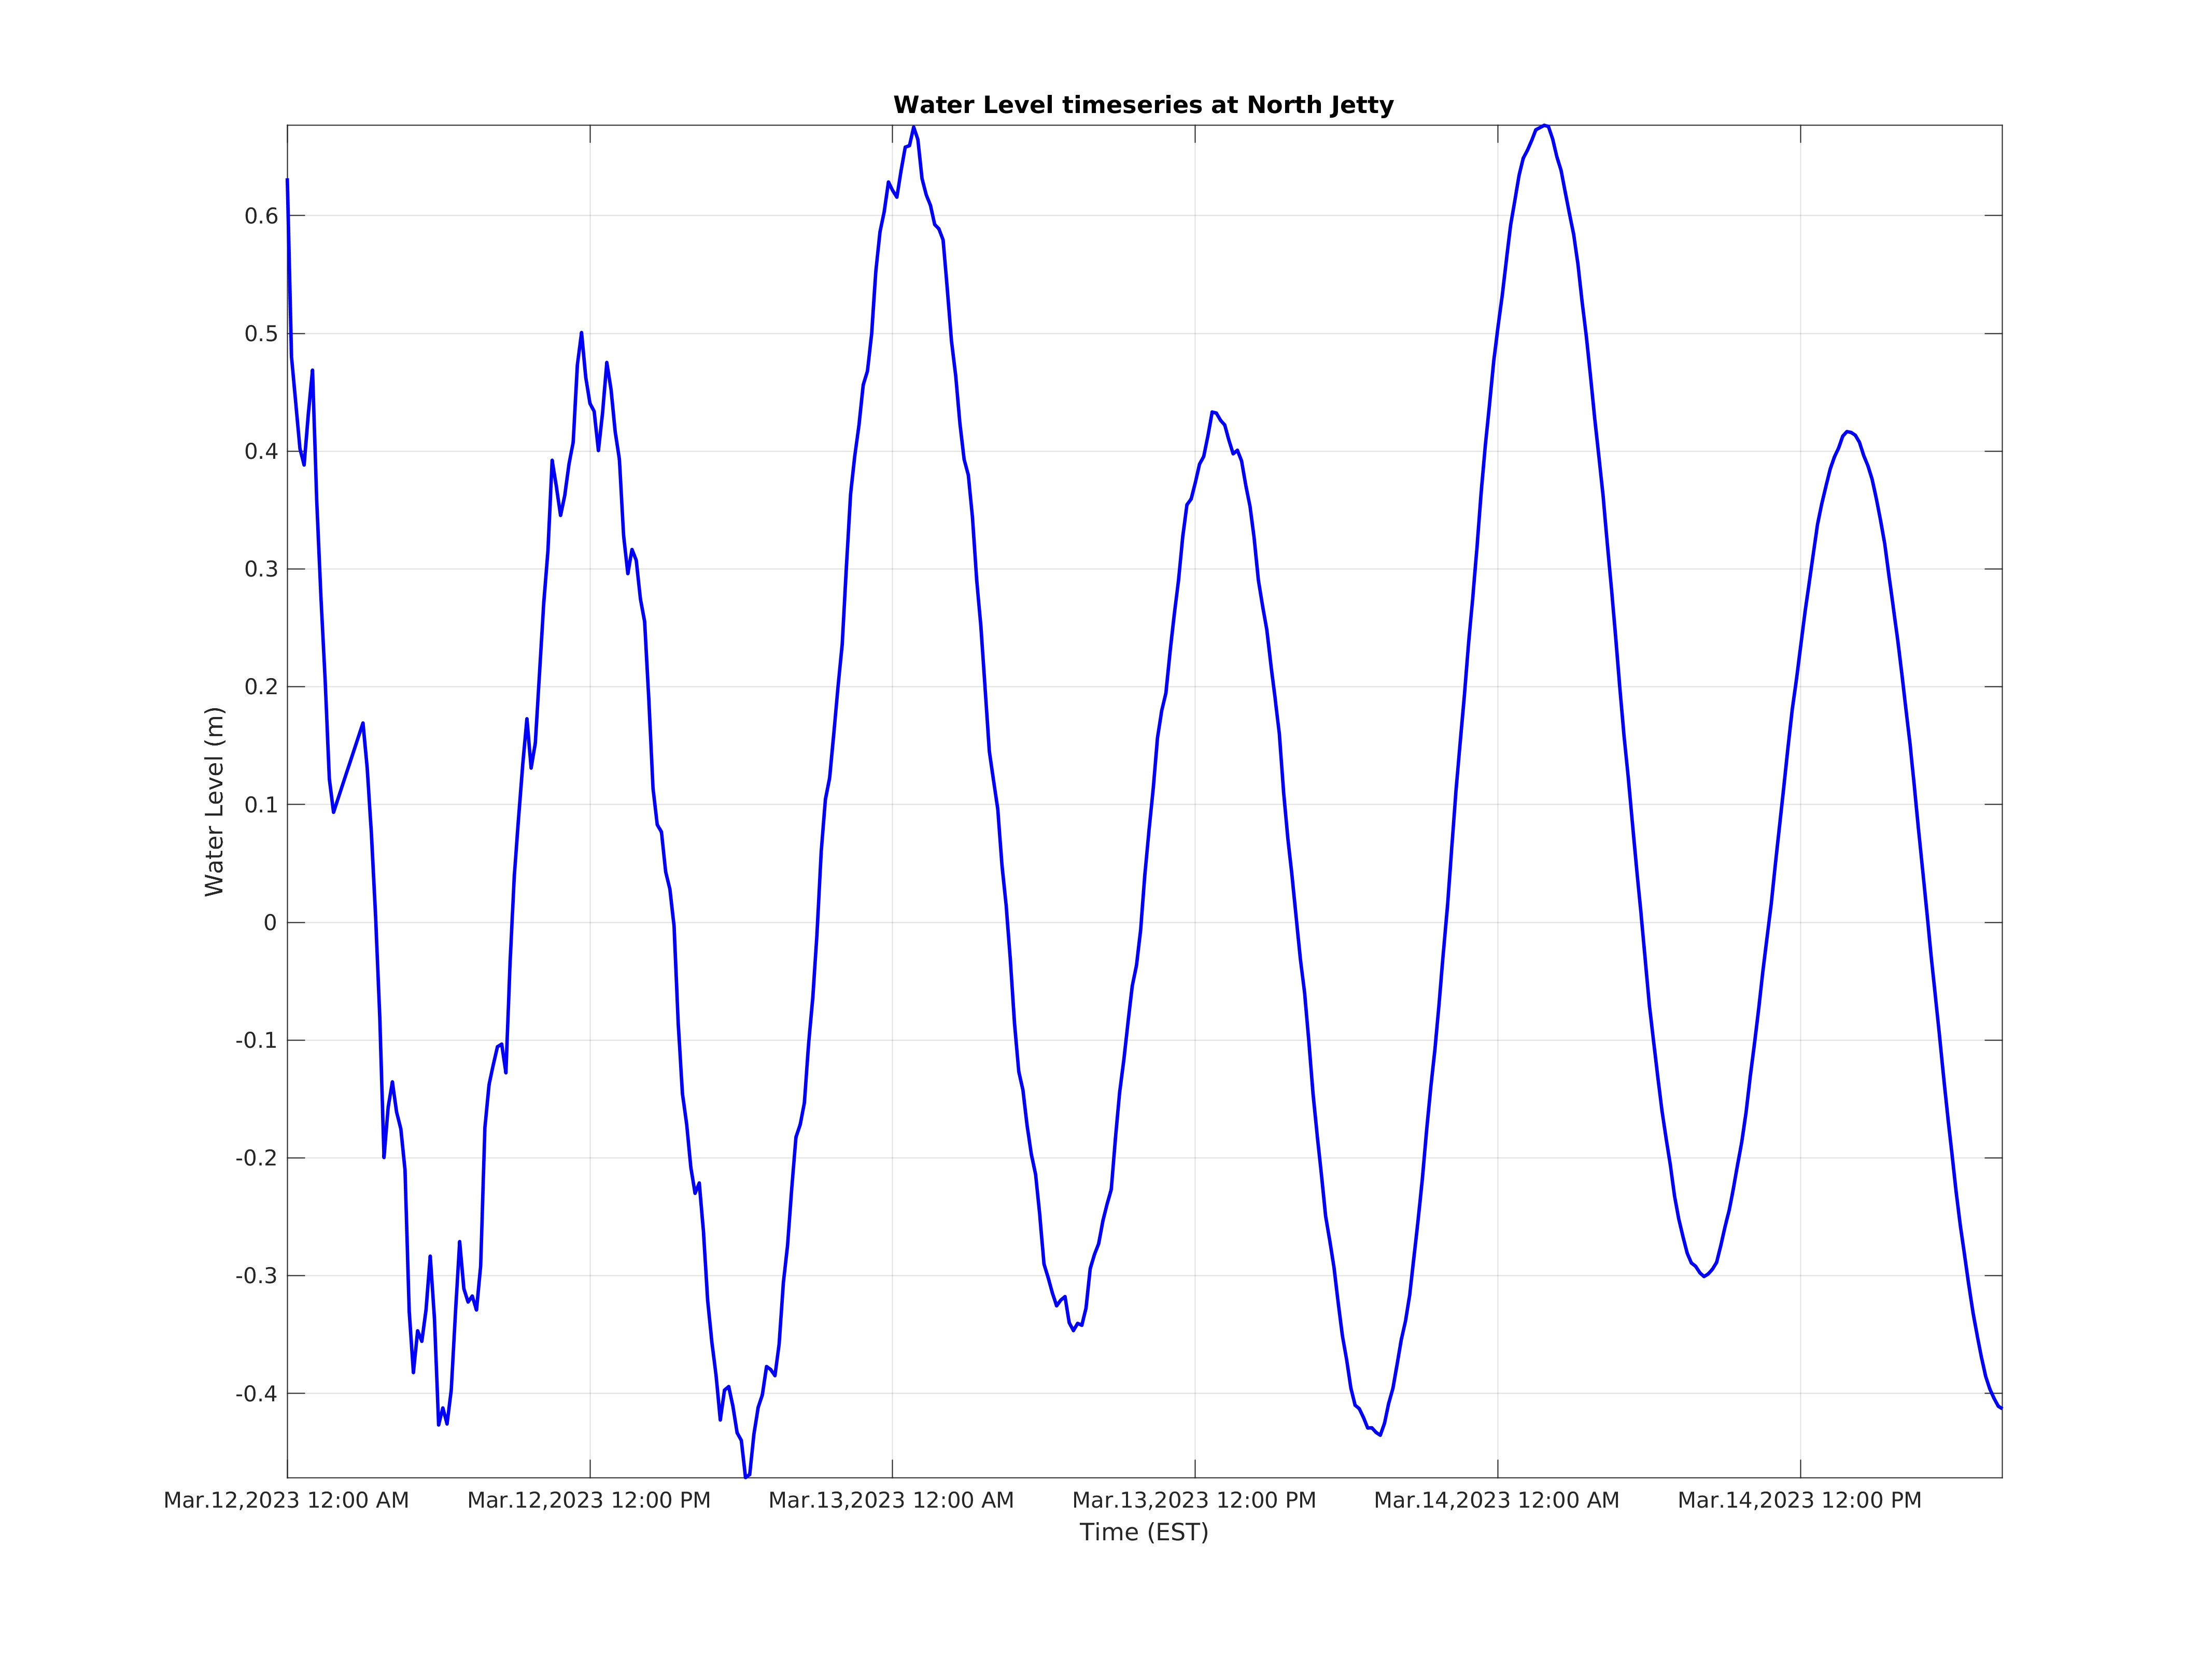 Water Level timeseries at North Jetty
0.6
0.5
0.4
0.3
0.2
0.1
0
-0.1
-0.2
-0.3
-0.4
Water Level (m)
Mar.12,2023 12:00 AM Mar.12,2023 12:00 PM Mar.13,2023 12:00 AM Mar.13,2023 12:00 PM Mar.14,2023 12:00 AM Mar.14,2023 12:00 PM
Time (EST)